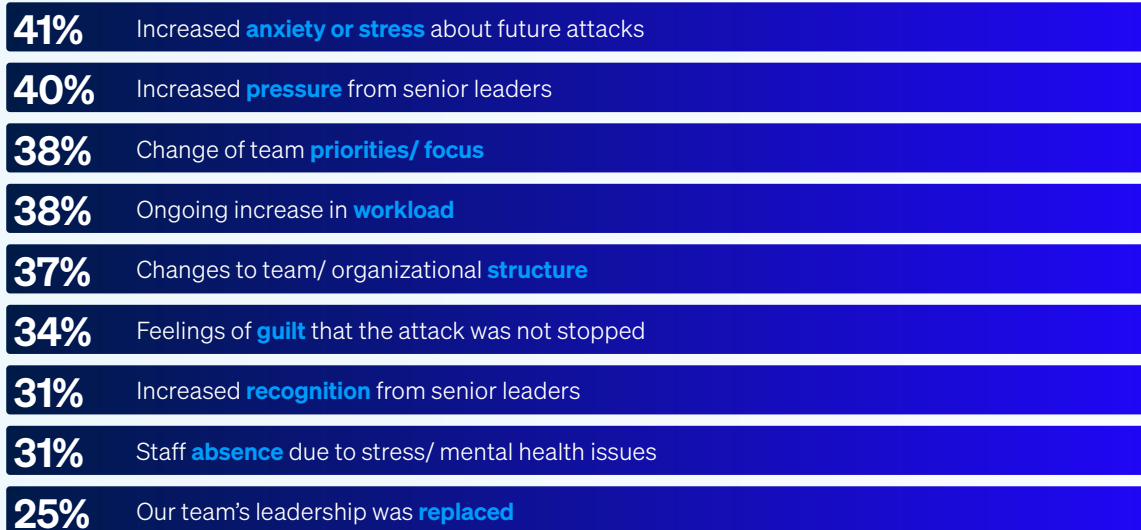 41% Increased anxiety or stress about future attacks
40% Increased pressure from senior leaders
38% Change of team priorities/ focus
38% Ongoing increase in workload
37% Changes to team/ organizational structure
34% Feelings of guilt that the attack was not stopped
31% Increased recognition from senior leaders
31% Staff absence due to stress/ mental health issues
25% Our team’s leadership was replaced